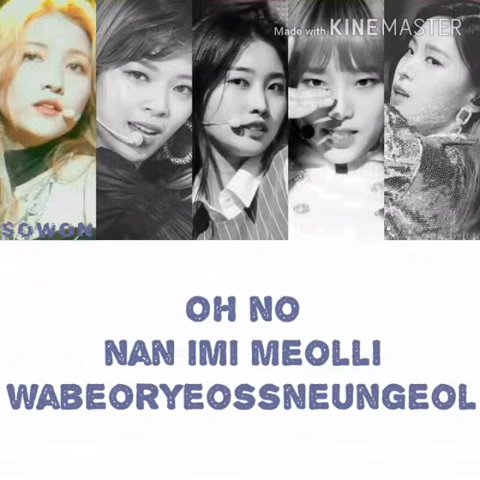 Made with KINEMASTER
SOWON
OH NO
NAN IMI MEOLLI
WABEORYEOSSNEUNGEOL